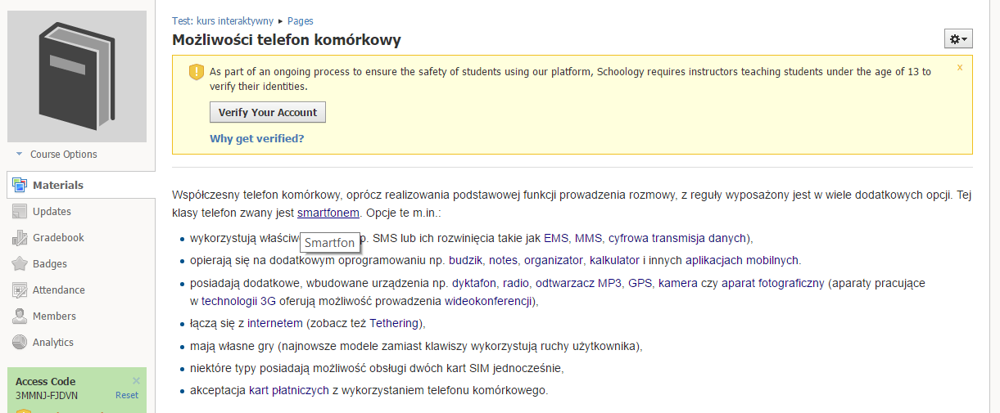 Test: kurs interaktywny ▸ Pages
Możliwości telefon komórkowy
As part of an ongoing process to ensure the safety of students using our platform, Schoology requires instructors teaching students under the age of 13 to
verify their identities.
x
Verify Your Account
Why get verified?
Course Options
Materials
Updates
Gradebook
Badges
Attendance
Members
Analytics
Access Code
3MMNJ-FJDVN
Reset
Współczesny telefon komórkowy, oprócz realizowania podstawowej funkcji prowadzenia rozmowy, z reguły wyposażony jest w wiele dodatkowych opcji. Tej
klasy telefon zwany jest smartfonem. Opcje te m.in.:
wykorzystują SMS lub ich rozwinięcia takie jak EMS, MMS, cyfrowa transmisja danych),
Smartfon
opierają się na dodatkowym oprogramowaniu np. budzik, notes, organizator, kalkulator i innych aplikacjach mobilnych.
posiadają dodatkowe, wbudowane urządzenia np. dyktafon, radio, odtwarzacz MP3, GPS, kamera czy aparat fotograficzny (aparaty pracujące
w technologii 3G oferują możliwość prowadzenia wideokonferencji),
łączą się z internetem (zobacz też Tethering),
mają własne gry (najnowsze modele zamiast klawiszy wykorzystują ruchy użytkownika),
niektóre typy posiadają możliwość obsługi dwóch kart SIM jednocześnie,
akceptacja kart płatniczych z wykorzystaniem telefonu komórkowego.